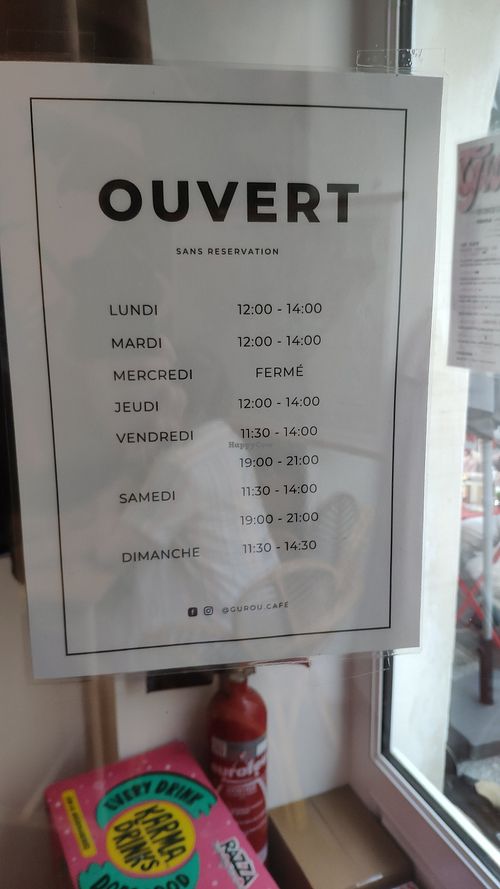 OUVERT
SANS RESERVATION
LUNDI 12:00 - 14:00
MARDI 12:00 - 14:00
MERCREDI FERMÉ
JEUDI 12:00 - 14:00
VENDREDI 11:30 - 14:00
19:00 - 21:00
SAMEDI 11:30 - 14:00
19:00 - 21:00
DIMANCHE 11:30 - 14:30
@GUROU.CAFE
HappyCow
EVERY DRINK
KARMA
DRINKS
RAZZA